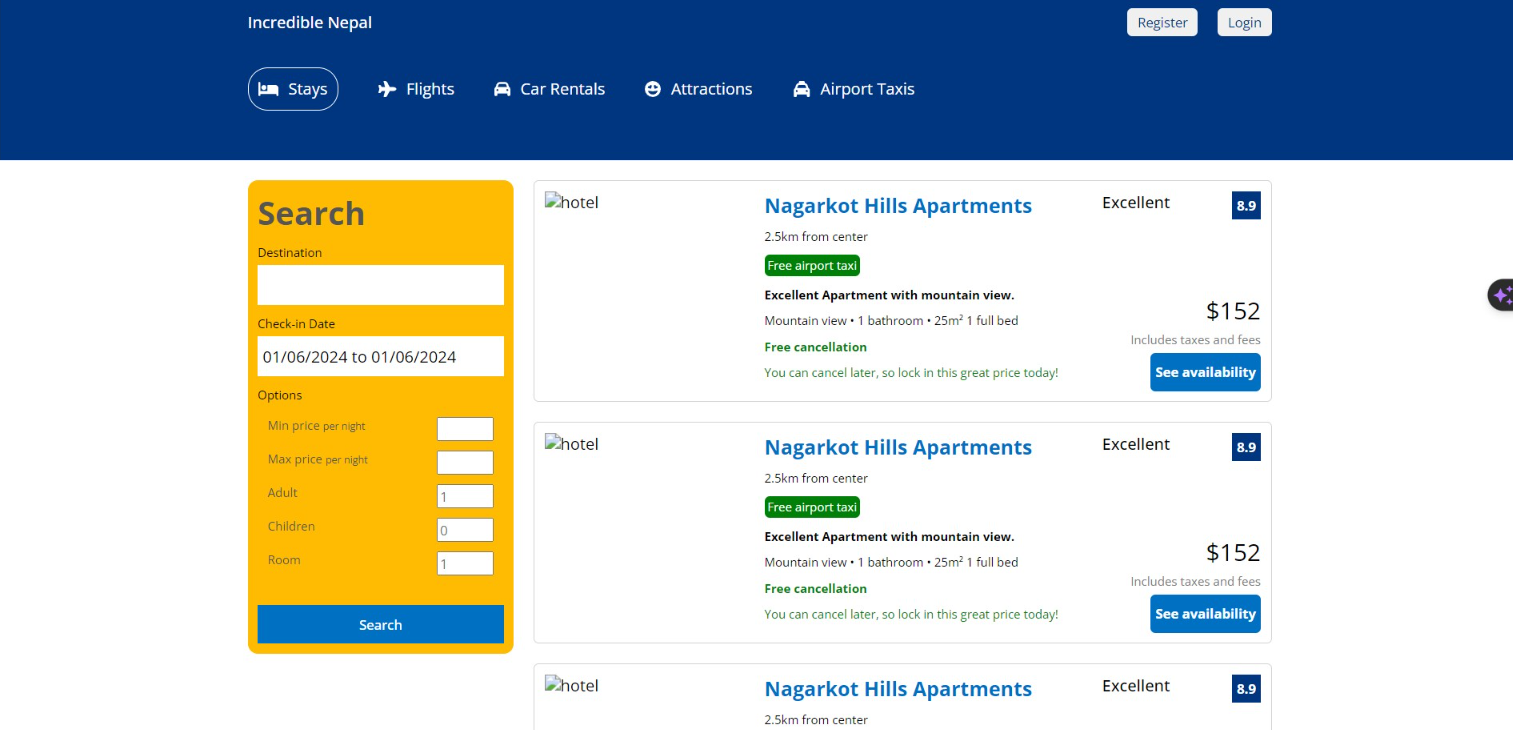 Incredible Nepal
Register
Login
Stays
Flights
Car Rentals
Attractions
Airport Taxis
Search
Destination
Check-in Date
01/06/2024 to 01/06/2024
Options
Min price per night
Max price per night
Adult 1
Children 0
Room 1
Search
hotel
Nagarkot Hills Apartments
Excellent 8.9
2.5km from center
Free airport taxi
Excellent Apartment with mountain view.
Mountain view • 1 bathroom • 25m² 1 full bed
Free cancellation
You can cancel later, so lock in this great price today!
$152
Includes taxes and fees
See availability
hotel
Nagarkot Hills Apartments
Excellent 8.9
2.5km from center
Free airport taxi
Excellent Apartment with mountain view.
Mountain view • 1 bathroom • 25m² 1 full bed
Free cancellation
You can cancel later, so lock in this great price today!
$152
Includes taxes and fees
See availability
hotel
Nagarkot Hills Apartments
Excellent 8.9
2.5km from center